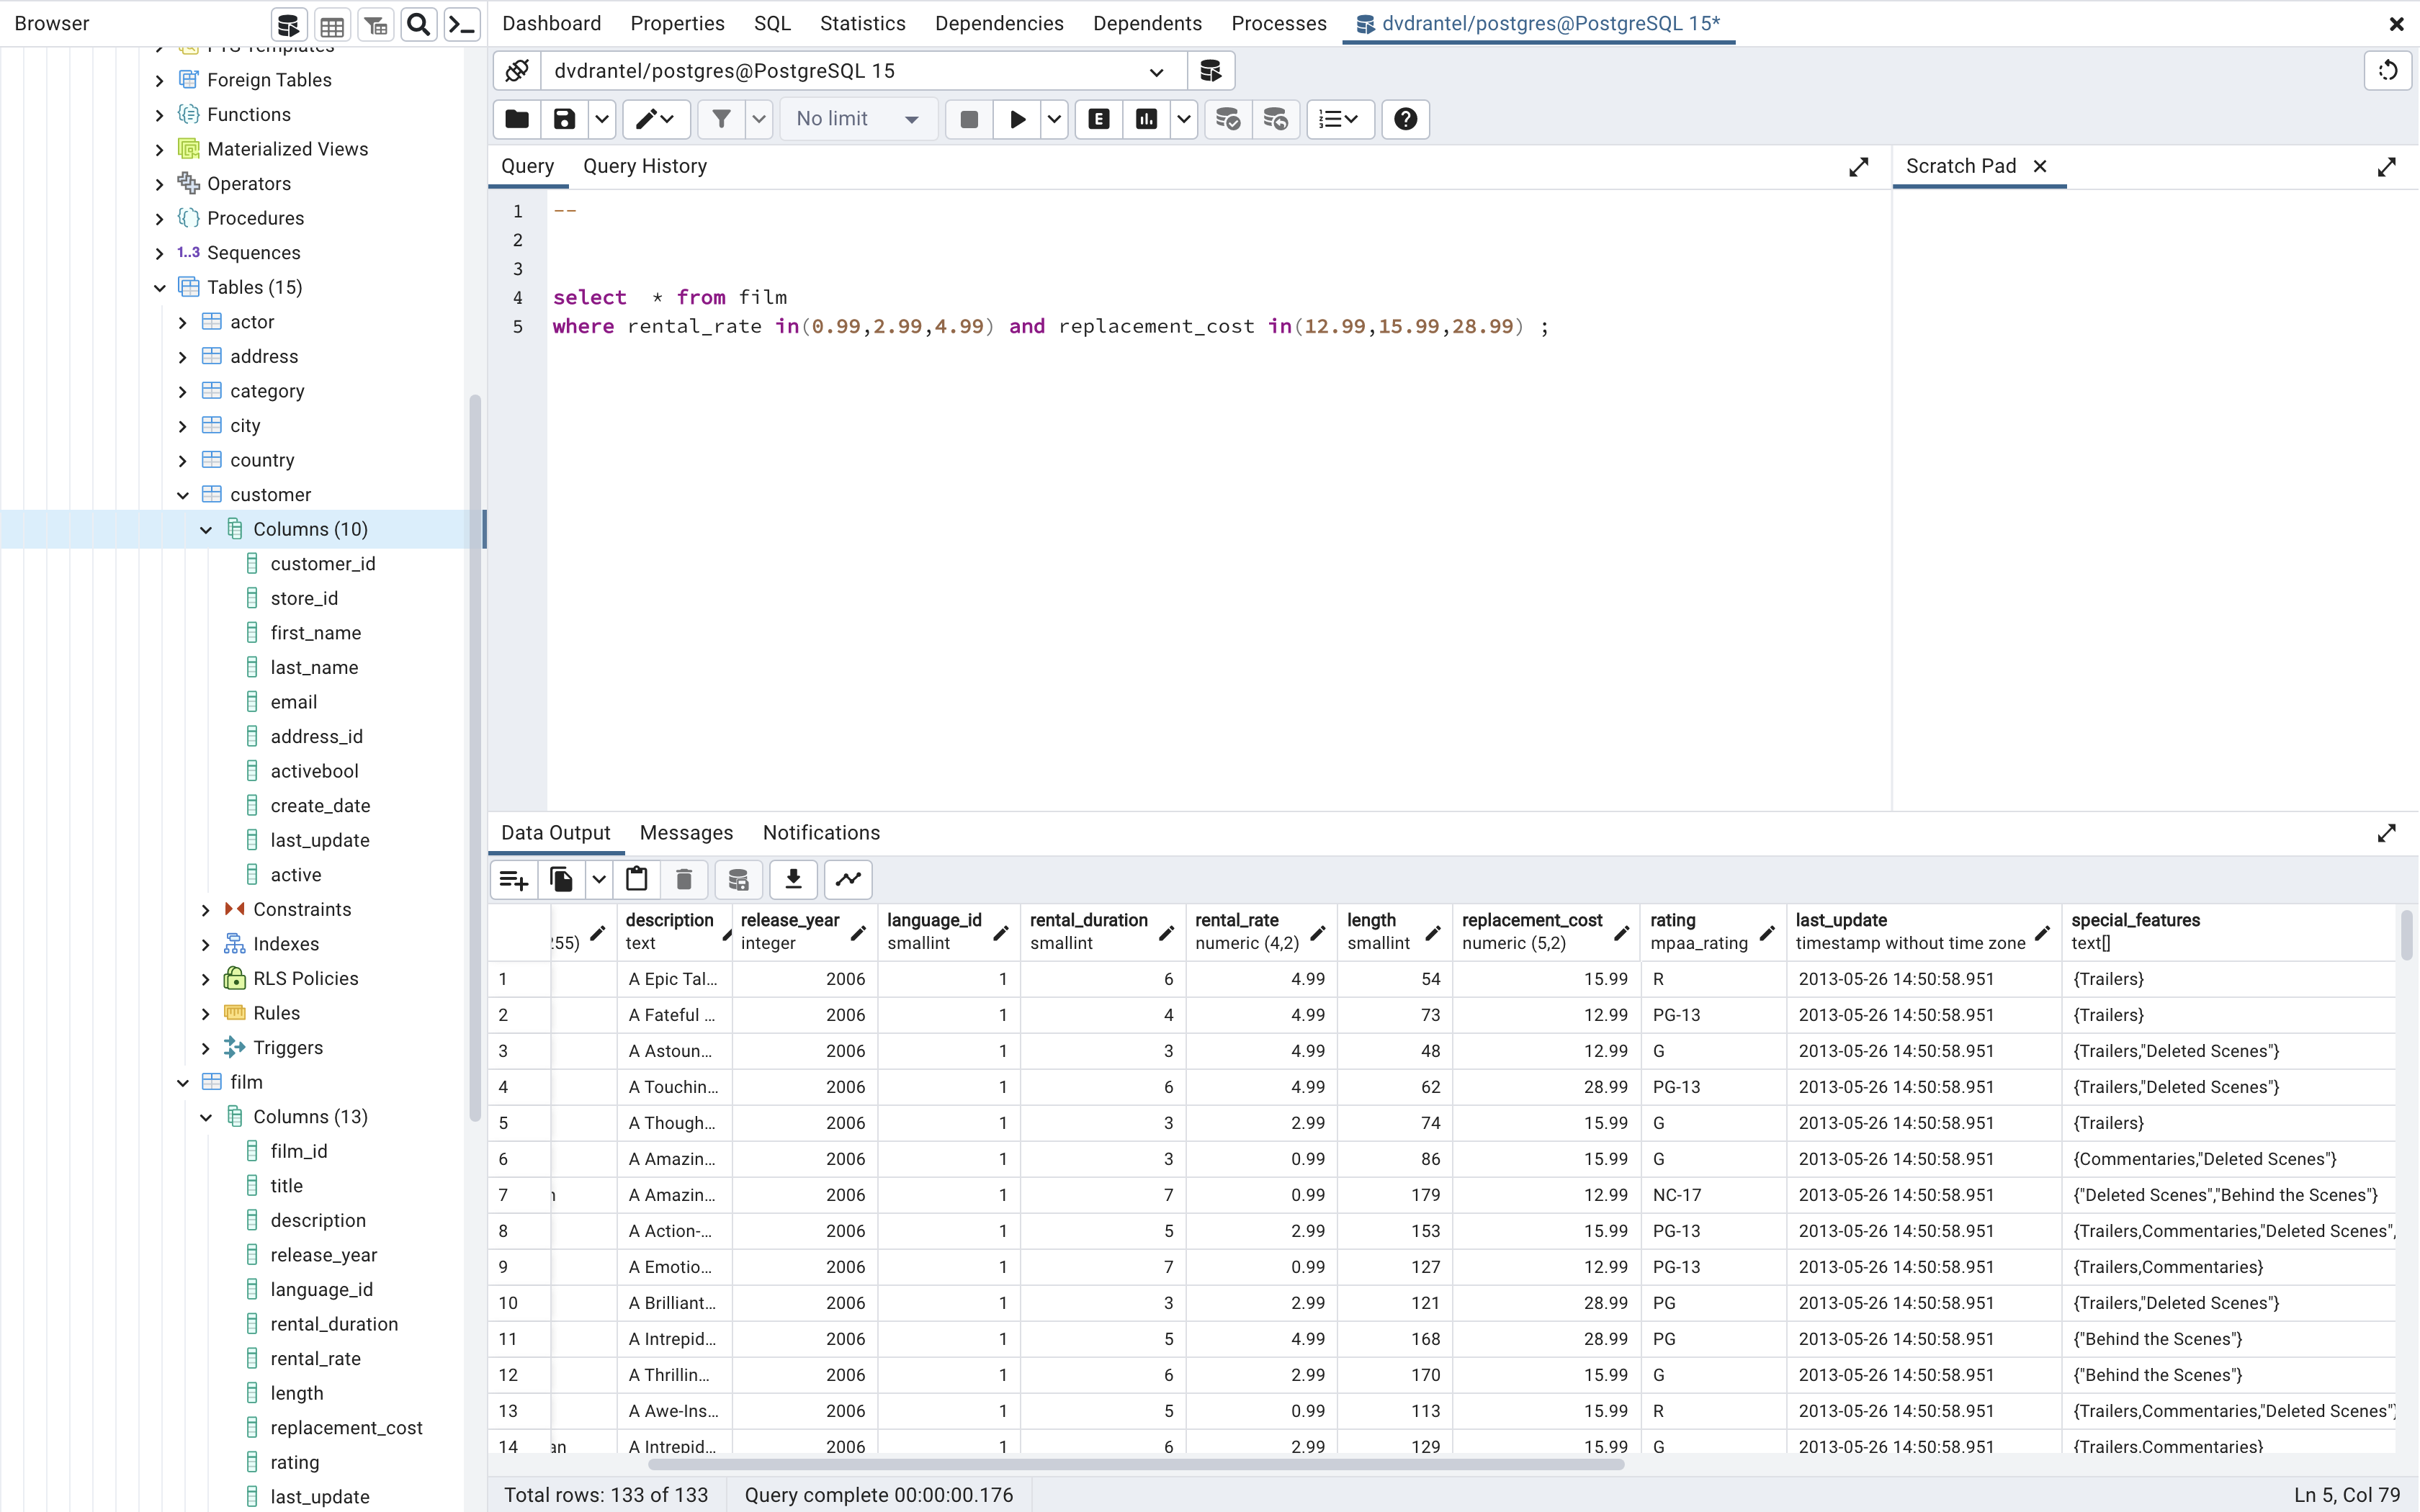 Browser
FTS Templates
Foreign Tables
Functions
Materialized Views
Operators
Procedures
1..3 Sequences
Tables (15)
actor
address
category
city
country
customer
Columns (10)
customer_id
store_id
first_name
last_name
email
address_id
activebool
create_date
last_update
active
Constraints
Indexes
RLS Policies
Rules
Triggers
film
Columns (13)
film_id
title
description
release_year
language_id
rental_duration
rental_rate
length
replacement_cost
rating
last_update
Dashboard Properties SQL Statistics Dependencies Dependents Processes dvdrantel/postgres@PostgreSQL 15*
dvdrantel/postgres@PostgreSQL 15
No limit E
Query Query History Scratch Pad
1 --
2
3
4 select * from film
5 where rental_rate in(0.99,2.99,4.99) and replacement_cost in(12.99,15.99,28.99) ;
Data Output Messages Notifications
description release_year language_id rental_duration rental_rate length replacement_cost rating last_update special_features
255) text integer smallint smallint numeric (4,2) smallint numeric (5,2) mpaa_rating timestamp without time zone text[]
1 A Epic Tal... 2006 1 6 4.99 54 15.99 R 2013-05-26 14:50:58.951 {Trailers}
2 A Fateful ... 2006 1 4 4.99 73 12.99 PG-13 2013-05-26 14:50:58.951 {Trailers}
3 A Astoun... 2006 1 3 4.99 48 12.99 G 2013-05-26 14:50:58.951 {Trailers,"Deleted Scenes"}
4 A Touchin... 2006 1 6 4.99 62 28.99 PG-13 2013-05-26 14:50:58.951 {Trailers,"Deleted Scenes"}
5 A Though... 2006 1 3 2.99 74 15.99 G 2013-05-26 14:50:58.951 {Trailers}
6 A Amazin... 2006 1 3 0.99 86 15.99 G 2013-05-26 14:50:58.951 {Commentaries,"Deleted Scenes"}
7 A Amazin... 2006 1 7 0.99 179 12.99 NC-17 2013-05-26 14:50:58.951 {"Deleted Scenes","Behind the Scenes"}
8 A Action-... 2006 1 5 2.99 153 15.99 PG-13 2013-05-26 14:50:58.951 {Trailers,Commentaries,"Deleted Scenes",
9 A Emotio... 2006 1 7 0.99 127 12.99 PG-13 2013-05-26 14:50:58.951 {Trailers,Commentaries}
10 A Brilliant... 2006 1 3 2.99 121 28.99 PG 2013-05-26 14:50:58.951 {Trailers,"Deleted Scenes"}
11 A Intrepid... 2006 1 5 4.99 168 28.99 PG 2013-05-26 14:50:58.951 {"Behind the Scenes"}
12 A Thrillin... 2006 1 6 2.99 170 15.99 G 2013-05-26 14:50:58.951 {"Behind the Scenes"}
13 A Awe-Ins... 2006 1 5 0.99 113 15.99 R 2013-05-26 14:50:58.951 {Trailers,Commentaries,"Deleted Scenes"}
14 an A Intrepid... 2006 1 6 2.99 129 15.99 G 2013-05-26 14:50:58.951 {Trailers,Commentaries}
Total rows: 133 of 133 Query complete 00:00:00.176 Ln 5, Col 79